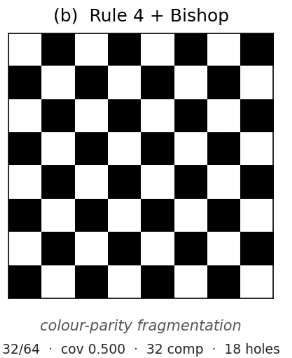 (b) Rule 4 + Bishop
colour-parity fragmentation
32/64 · cov 0.500 · 32 comp · 18 holes